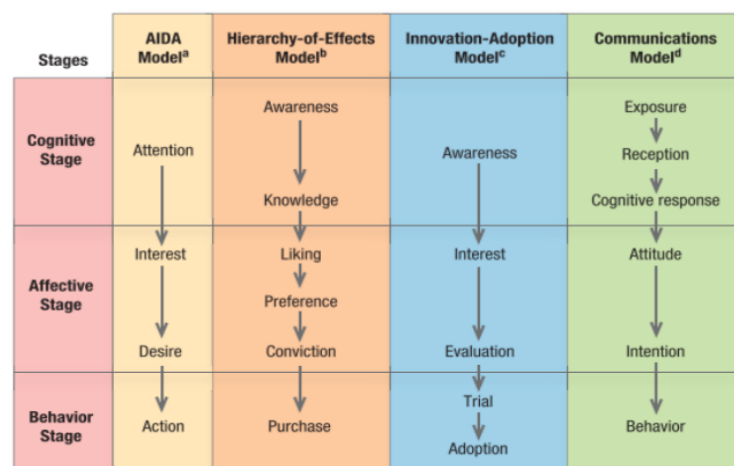 Stages
AIDA
Modelᵃ
Hierarchy-of-Effects
Modelᵇ
Innovation-Adoption
Modelᶜ
Communications
Modelᵈ
Cognitive
Stage
Attention
Awareness
Knowledge
Awareness
Exposure
Reception
Cognitive response
Affective
Stage
Interest
Desire
Liking
Preference
Conviction
Interest
Evaluation
Attitude
Intention
Behavior
Stage
Action
Purchase
Trial
Adoption
Behavior